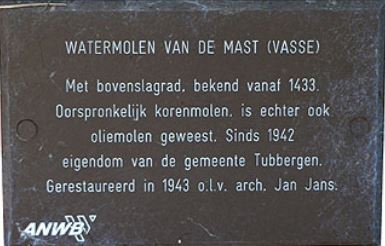 WATERMOLEN VAN DE MAST (VASSE)
Met bovenslagrad, bekend vanaf 1433.
Oorspronkelijk korenmolen, is echter ook
oliemolen geweest. Sinds 1942
eigendom van de gemeente Tubbergen.
Gerestaureerd in 1943 o.l.v. arch. Jan Jans.
ANWB